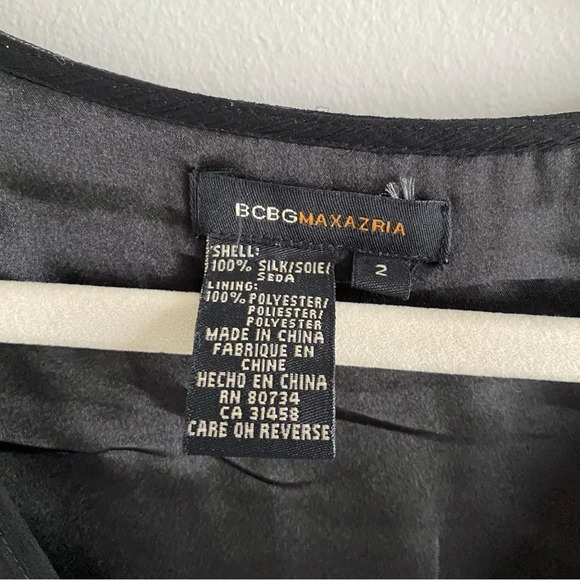 BCBGMAXAZRIA
2
SHELL:
100% SILK/SOIE/
SEDA
LINING:
100% POLYESTER/
POLIESTER/
POLYESTER
MADE IN CHINA
FABRIQUE EN
CHINE
HECHO EN CHINA
RN 80734
CA 31458
CARE ON REVERSE